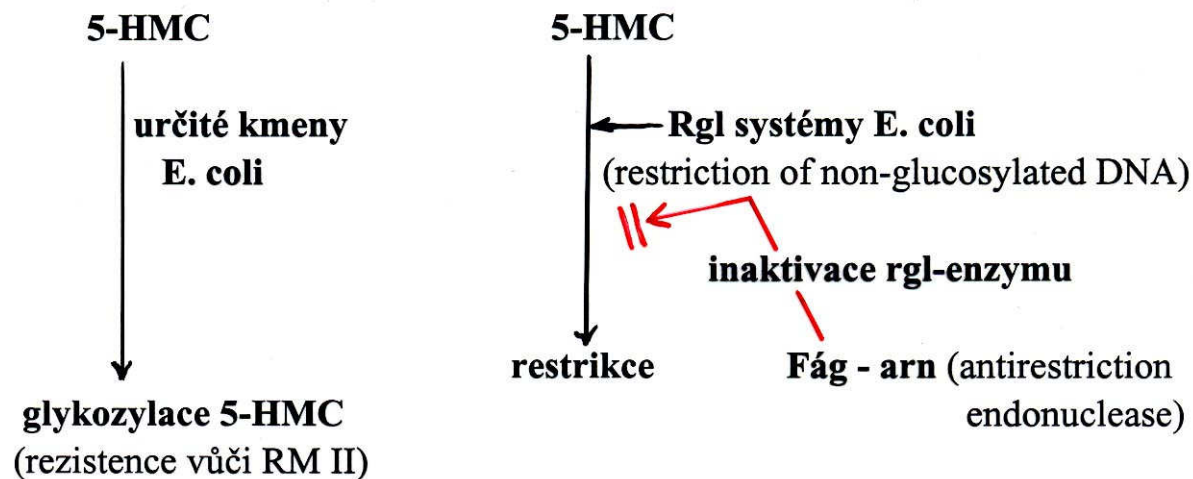 5-HMC
určité kmeny
E. coli
glykozylace 5-HMC
(rezistence vůči RM II)
5-HMC
Rgl systémy E. coli
(restriction of non-glucosylated DNA)
inaktivace rgl-enzymu
restrikce
Fág - arn (antirestriction
endonuclease)